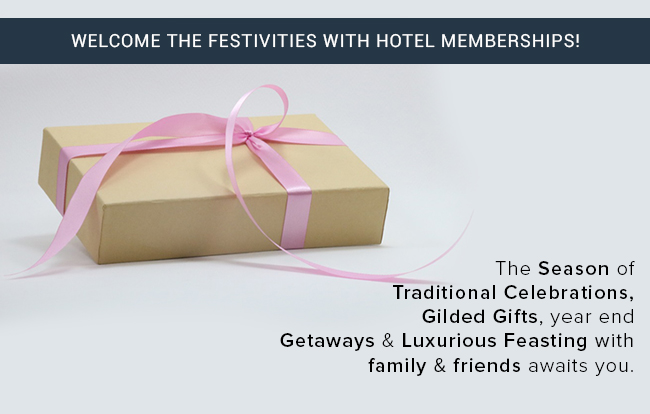 WELCOME THE FESTIVITIES WITH HOTEL MEMBERSHIPS!
The Season of
Traditional Celebrations,
Gilded Gifts, year end
Getaways & Luxurious Feasting with
family & friends awaits you.